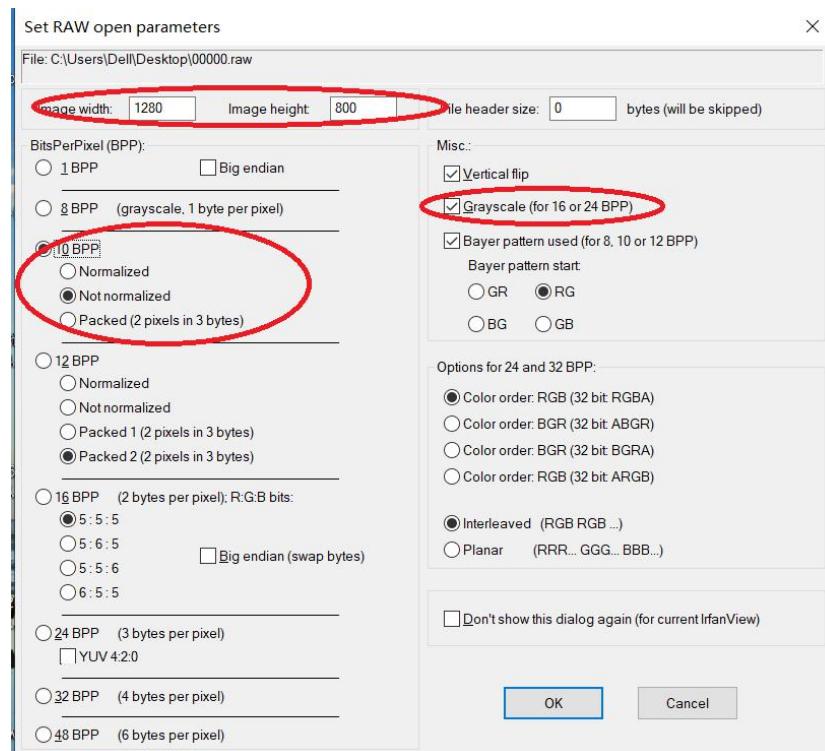 Set RAW open parameters
File: C:\Users\Dell\Desktop\00000.raw
Image width: 1280 Image height: 800
File header size: 0 bytes (will be skipped)
BitsPerPixel (BPP):
1 BPP Big endian
8 BPP (grayscale, 1 byte per pixel)
10 BPP
Normalized
Not normalized
Packed (2 pixels in 3 bytes)
12 BPP
Normalized
Not normalized
Packed 1 (2 pixels in 3 bytes)
Packed 2 (2 pixels in 3 bytes)
16 BPP (2 bytes per pixel); R:G:B bits:
5 : 5 : 5
5 : 6 : 5
5 : 5 : 6
6 : 5 : 5
Big endian (swap bytes)
24 BPP (3 bytes per pixel)
YUV 4:2:0
32 BPP (4 bytes per pixel)
48 BPP (6 bytes per pixel)
Misc.:
Vertical flip
Grayscale (for 16 or 24 BPP)
Bayer pattern used (for 8, 10 or 12 BPP)
Bayer pattern start:
GR RG
BG GB
Options for 24 and 32 BPP:
Color order: RGB (32 bit: RGBA)
Color order: BGR (32 bit: ABGR)
Color order: BGR (32 bit: BGRA)
Color order: RGB (32 bit: ARGB)
Interleaved (RGB RGB ...)
Planar (RRR... GGG... BBB...)
Don't show this dialog again (for current IrfanView)
OK Cancel